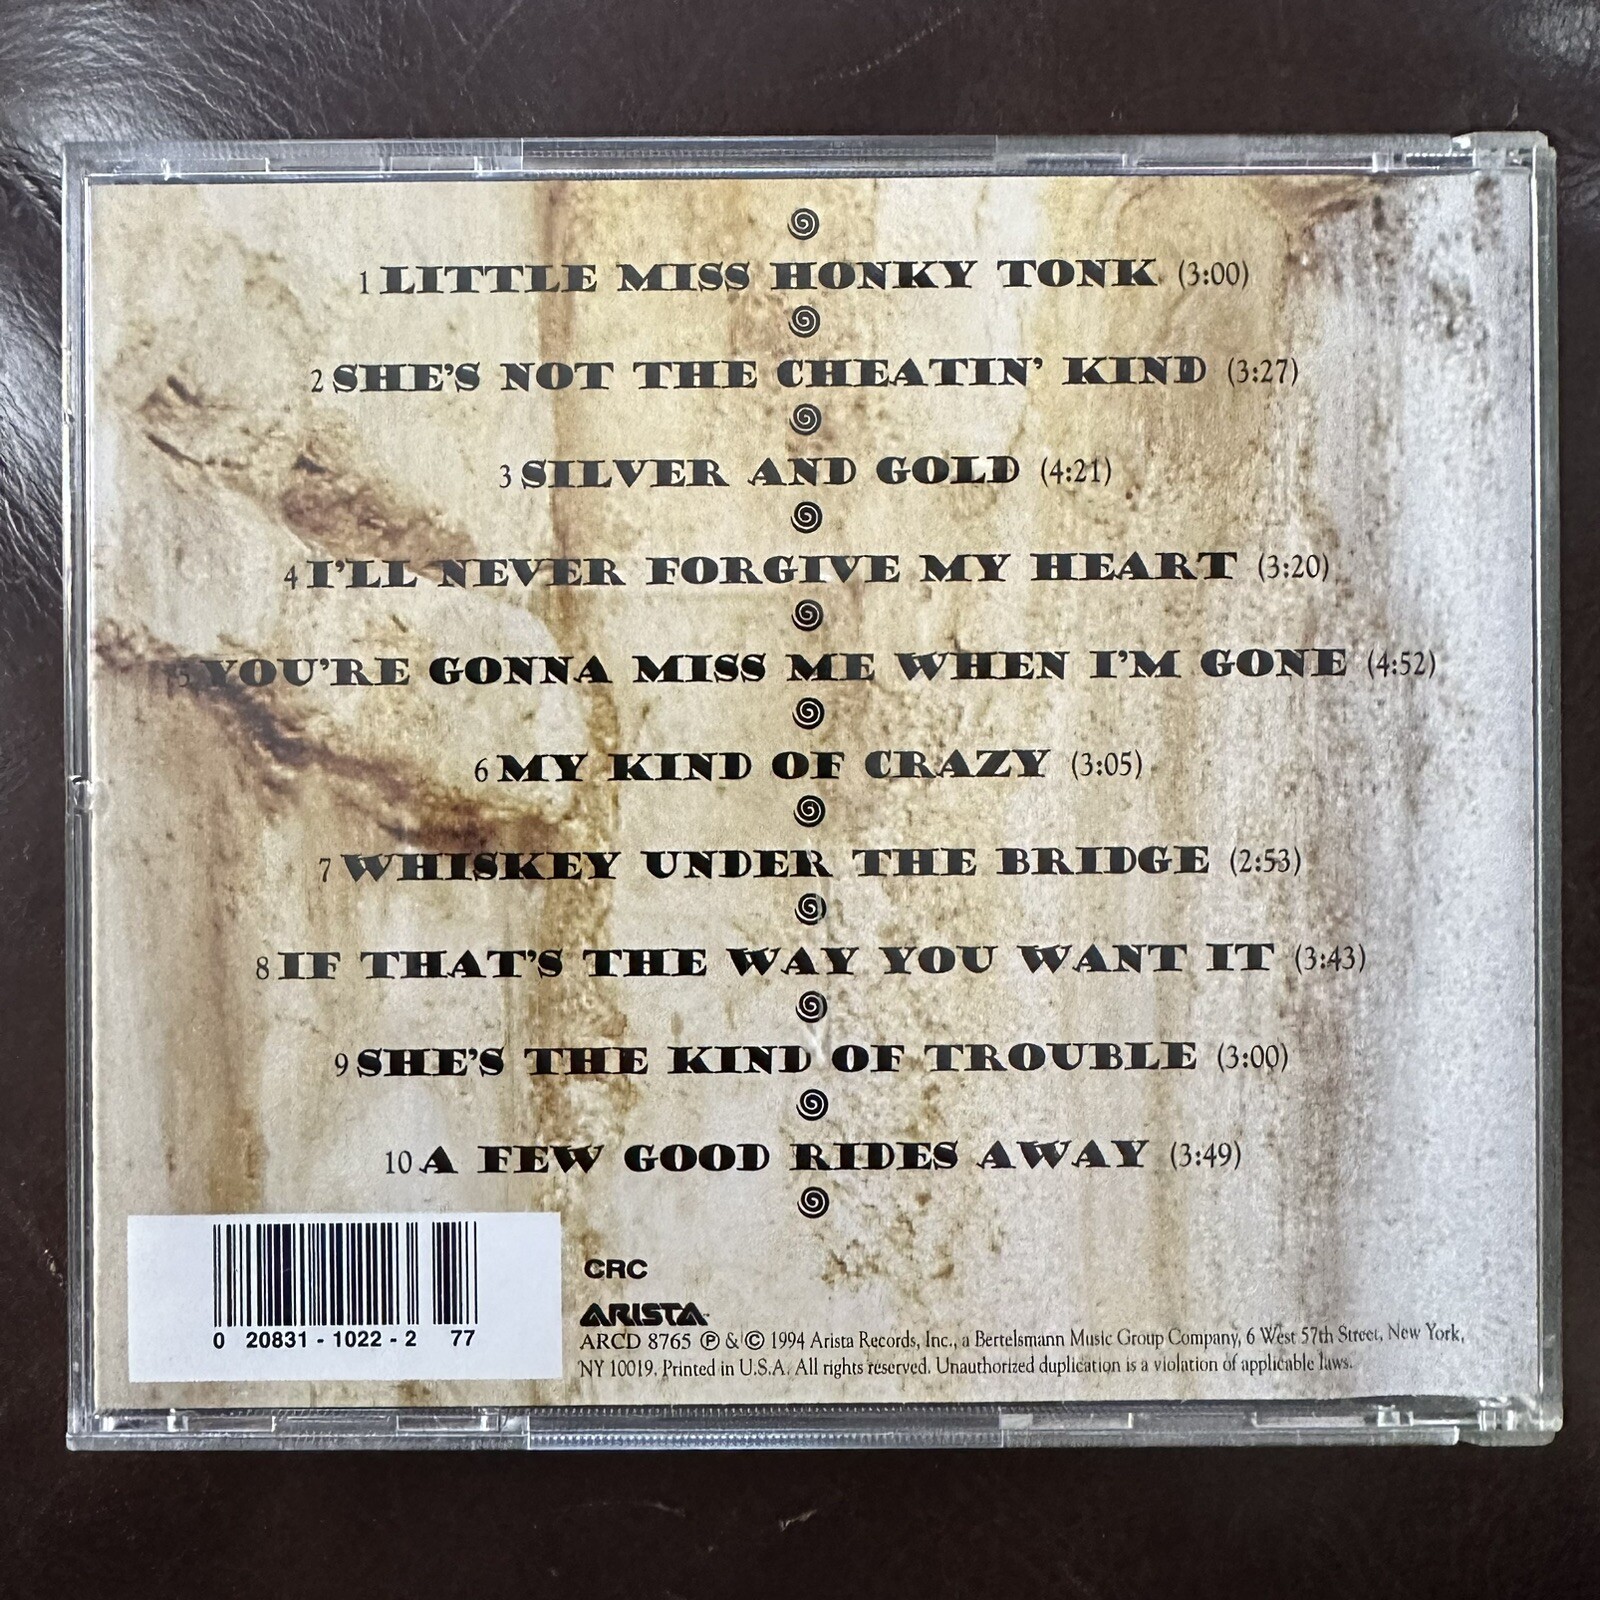 1 LITTLE MISS HONKY TONK (3:00)
2 SHE'S NOT THE CHEATIN' KIND (3:27)
3 SILVER AND GOLD (4:21)
4 I'LL NEVER FORGIVE MY HEART (3:20)
5 YOU'RE GONNA MISS ME WHEN I'M GONE (4:52)
6 MY KIND OF CRAZY (3:05)
7 WHISKEY UNDER THE BRIDGE (2:53)
8 IF THAT'S THE WAY YOU WANT IT (3:43)
9 SHE'S THE KIND OF TROUBLE (3:00)
10 A FEW GOOD RIDES AWAY (3:49)
0 20831-1022-2 77
CRC
ARISTA
ARCD 8765 ℗ & © 1994 Arista Records, Inc., a Bertelsmann Music Group Company, 6 West 57th Street, New York,
NY 10019. Printed in U.S.A. All rights reserved. Unauthorized duplication is a violation of applicable laws.